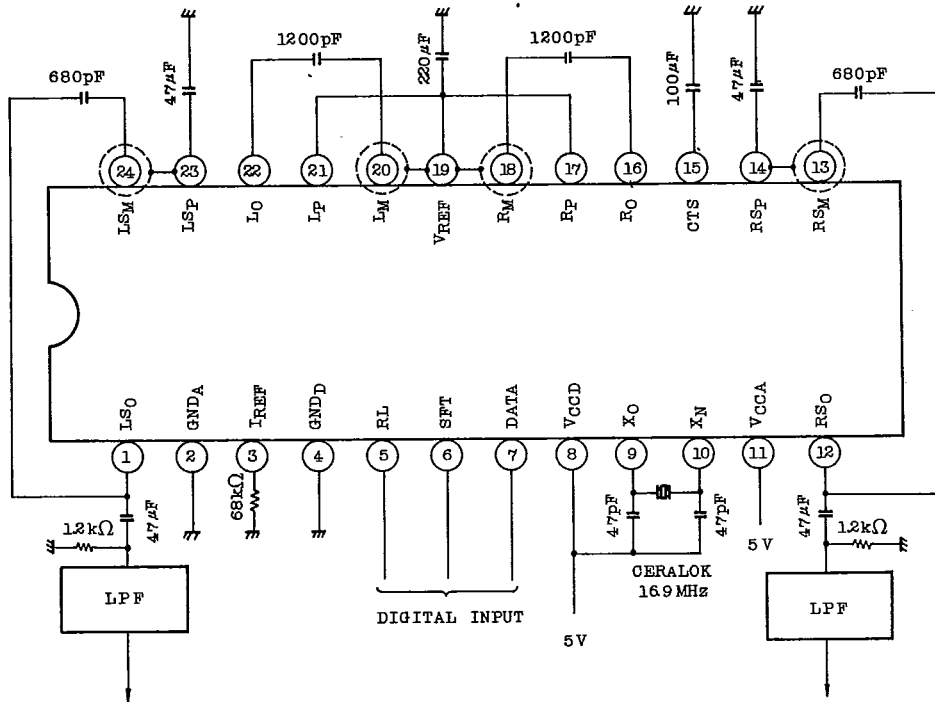 680pF
47μF
1200pF
220μF
1200pF
100μF
47μF
680pF
24 23 22 21 20 19 18 17 16 15 14 13
LSM LSP LO LP LM VREF RM RP RO CTS RSP RSM
LSO GNDA IREF GNDD RL SFT DATA VCCD XO XN VCCA RSO
1 2 3 4 5 6 7 8 9 10 11 12
47μF
1.2kΩ
68kΩ
47pF
47pF
5V
47μF
1.2kΩ
CERALOK
16.9MHz
LPF
DIGITAL INPUT
5V
LPF